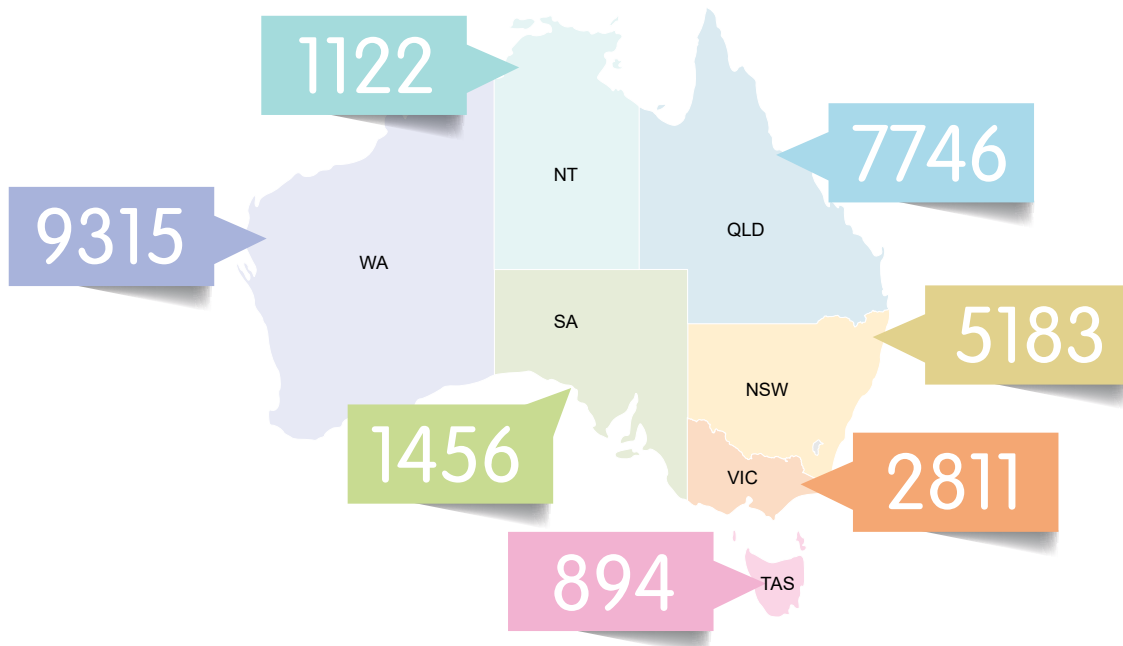 1122
7746
NT
9315
QLD
WA
5183
SA
NSW
1456
VIC
2811
894
TAS